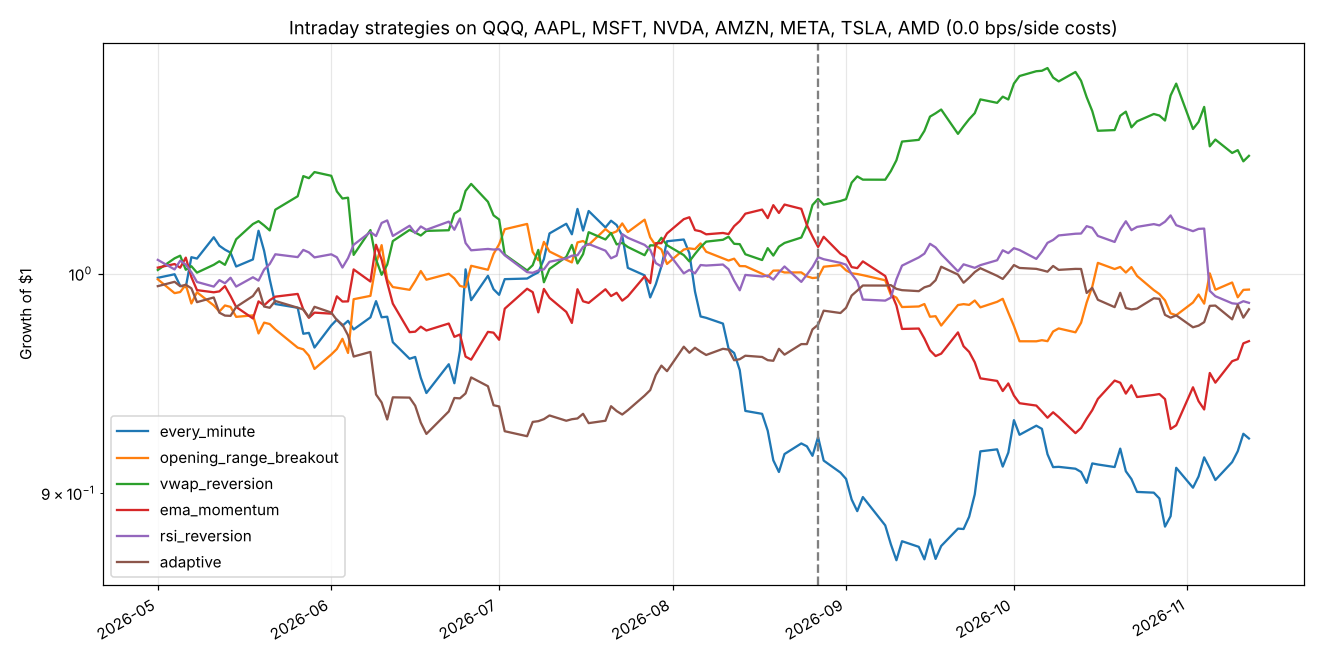 Intraday strategies on QQQ, AAPL, MSFT, NVDA, AMZN, META, TSLA, AMD (0.0 bps/side costs)
Growth of $1
10⁰
9 × 10⁻¹
every_minute
opening_range_breakout
vwap_reversion
ema_momentum
rsi_reversion
adaptive
2026-05
2026-06
2026-07
2026-08
2026-09
2026-10
2026-11